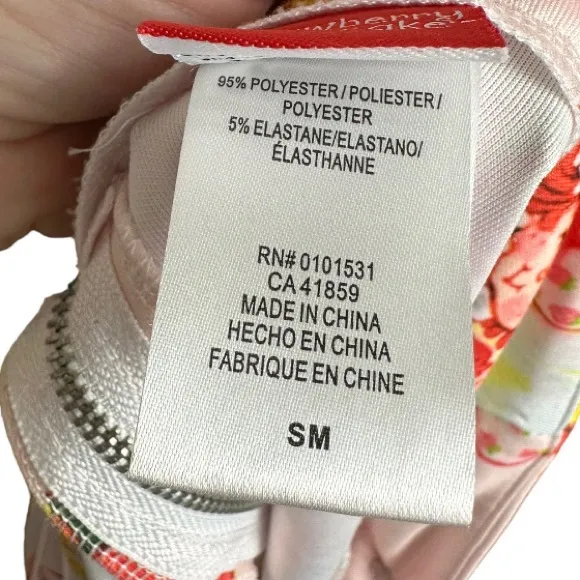 95% POLYESTER / POLIESTER /
POLYESTER
5% ELASTANE/ELASTANO/
ÉLASTHANNE
RN# 0101531
CA 41859
MADE IN CHINA
HECHO EN CHINA
FABRIQUE EN CHINE
SM